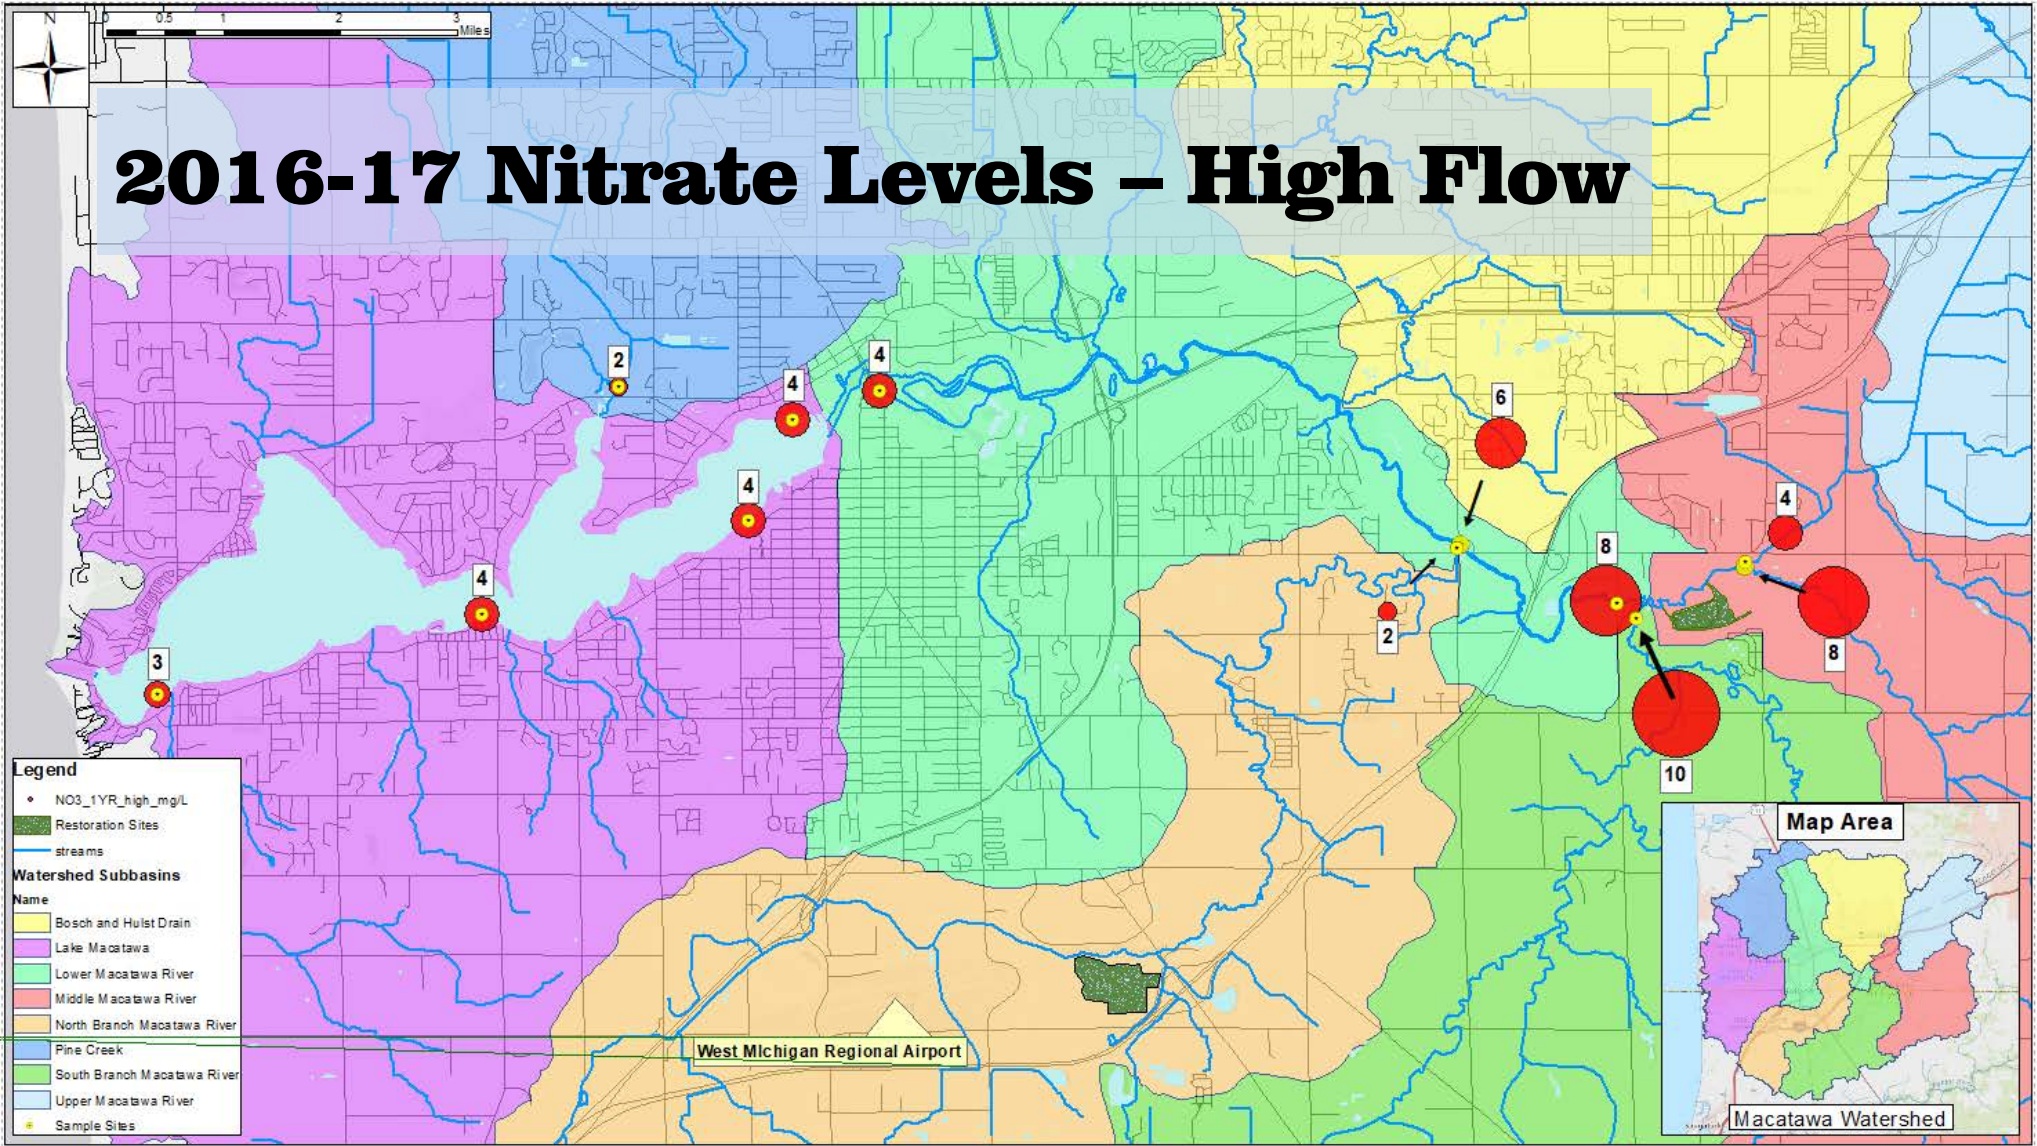 N
0 0.5 1 2 3
Miles
2016-17 Nitrate Levels – High Flow
2
4
4
6
4
4
8
4
2
3
8
10
Legend
NO3_1YR_high_mg/L
Restoration Sites
streams
Watershed Subbasins
Name
Bosch and Hulst Drain
Lake Macatawa
Lower Macatawa River
Middle Macatawa River
North Branch Macatawa River
Pine Creek
South Branch Macatawa River
Upper Macatawa River
Sample Sites
West MIchigan Regional Airport
Map Area
Macatawa Watershed